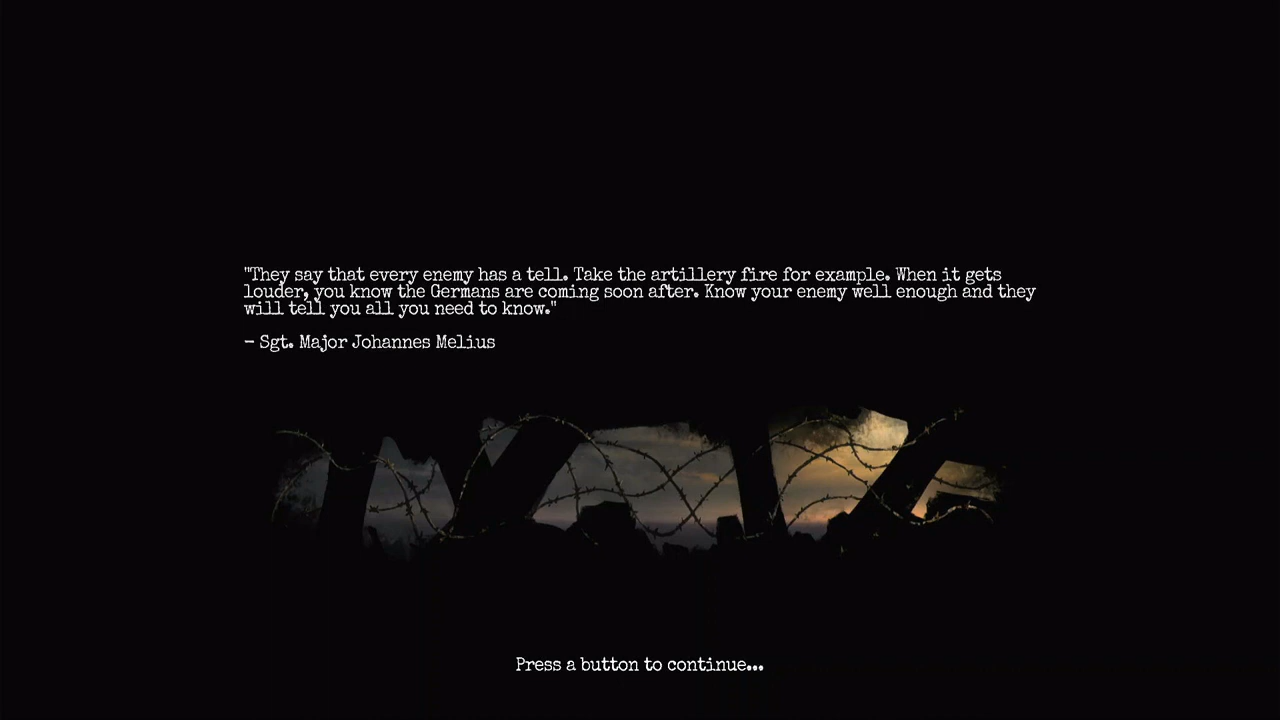 "They say that every enemy has a tell. Take the artillery fire for example. When it gets
louder, you know the Germans are coming soon after. Know your enemy well enough and they
will tell you all you need to know."
- Sgt. Major Johannes Melius
Press a button to continue...